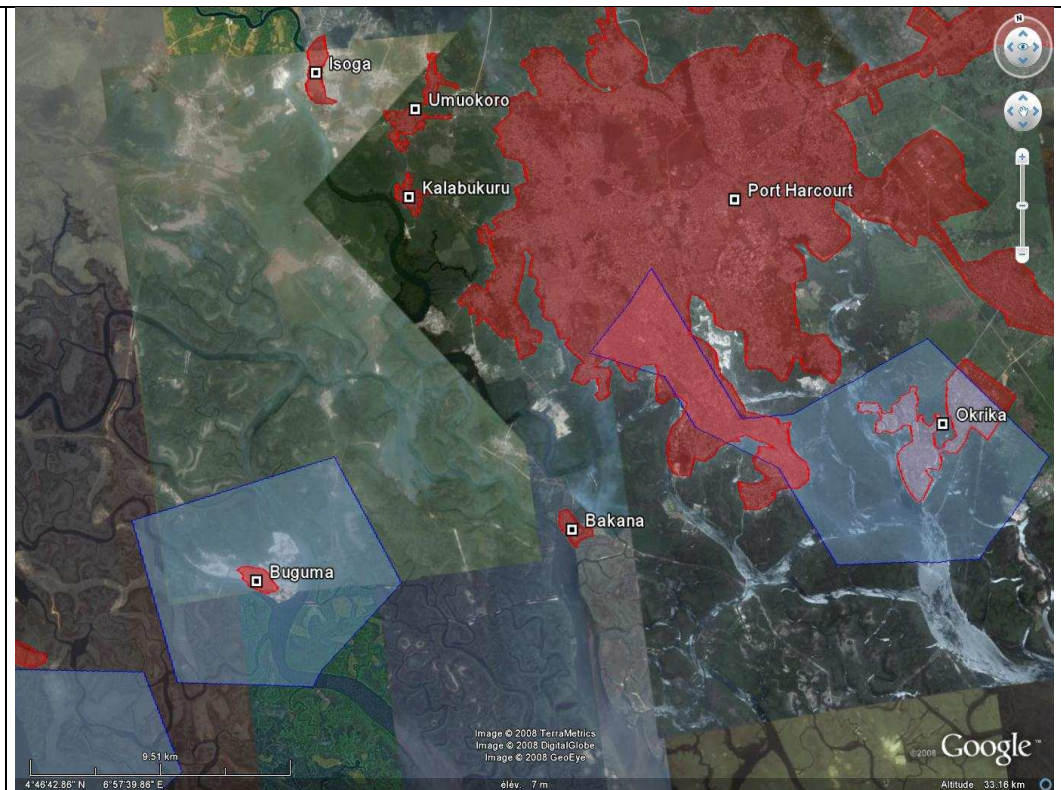 N
Isoga
Umuokoro
Kalabukuru
Port Harcourt
Okrika
Bakana
Buguma
Image © 2008 TerraMetrics
Image © 2008 DigitalGlobe
Image © 2008 GeoEye
©2008 Google™
9.51 km
4°46'42.86" N 6°57'39.86" E élév. 7 m Altitude 33.16 km